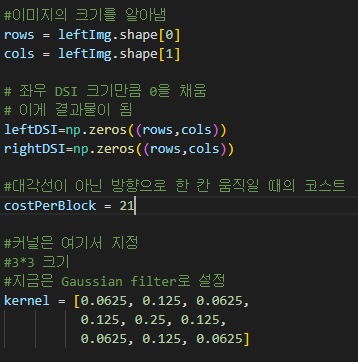 #이미지의 크기를 알아냄
rows = leftImg.shape[0]
cols = leftImg.shape[1]
# 좌우 DSI 크기만큼 0을 채움
# 이게 결과물이 됨
leftDSI=np.zeros((rows,cols))
rightDSI=np.zeros((rows,cols))
#대각선이 아닌 방향으로 한 칸 움직일 때의 코스트
costPerBlock = 21
#커널은 여기서 지정
#3*3 크기
#지금은 Gaussian filter로 설정
kernel = [0.0625, 0.125, 0.0625,
0.125, 0.25, 0.125,
0.0625, 0.125, 0.0625]